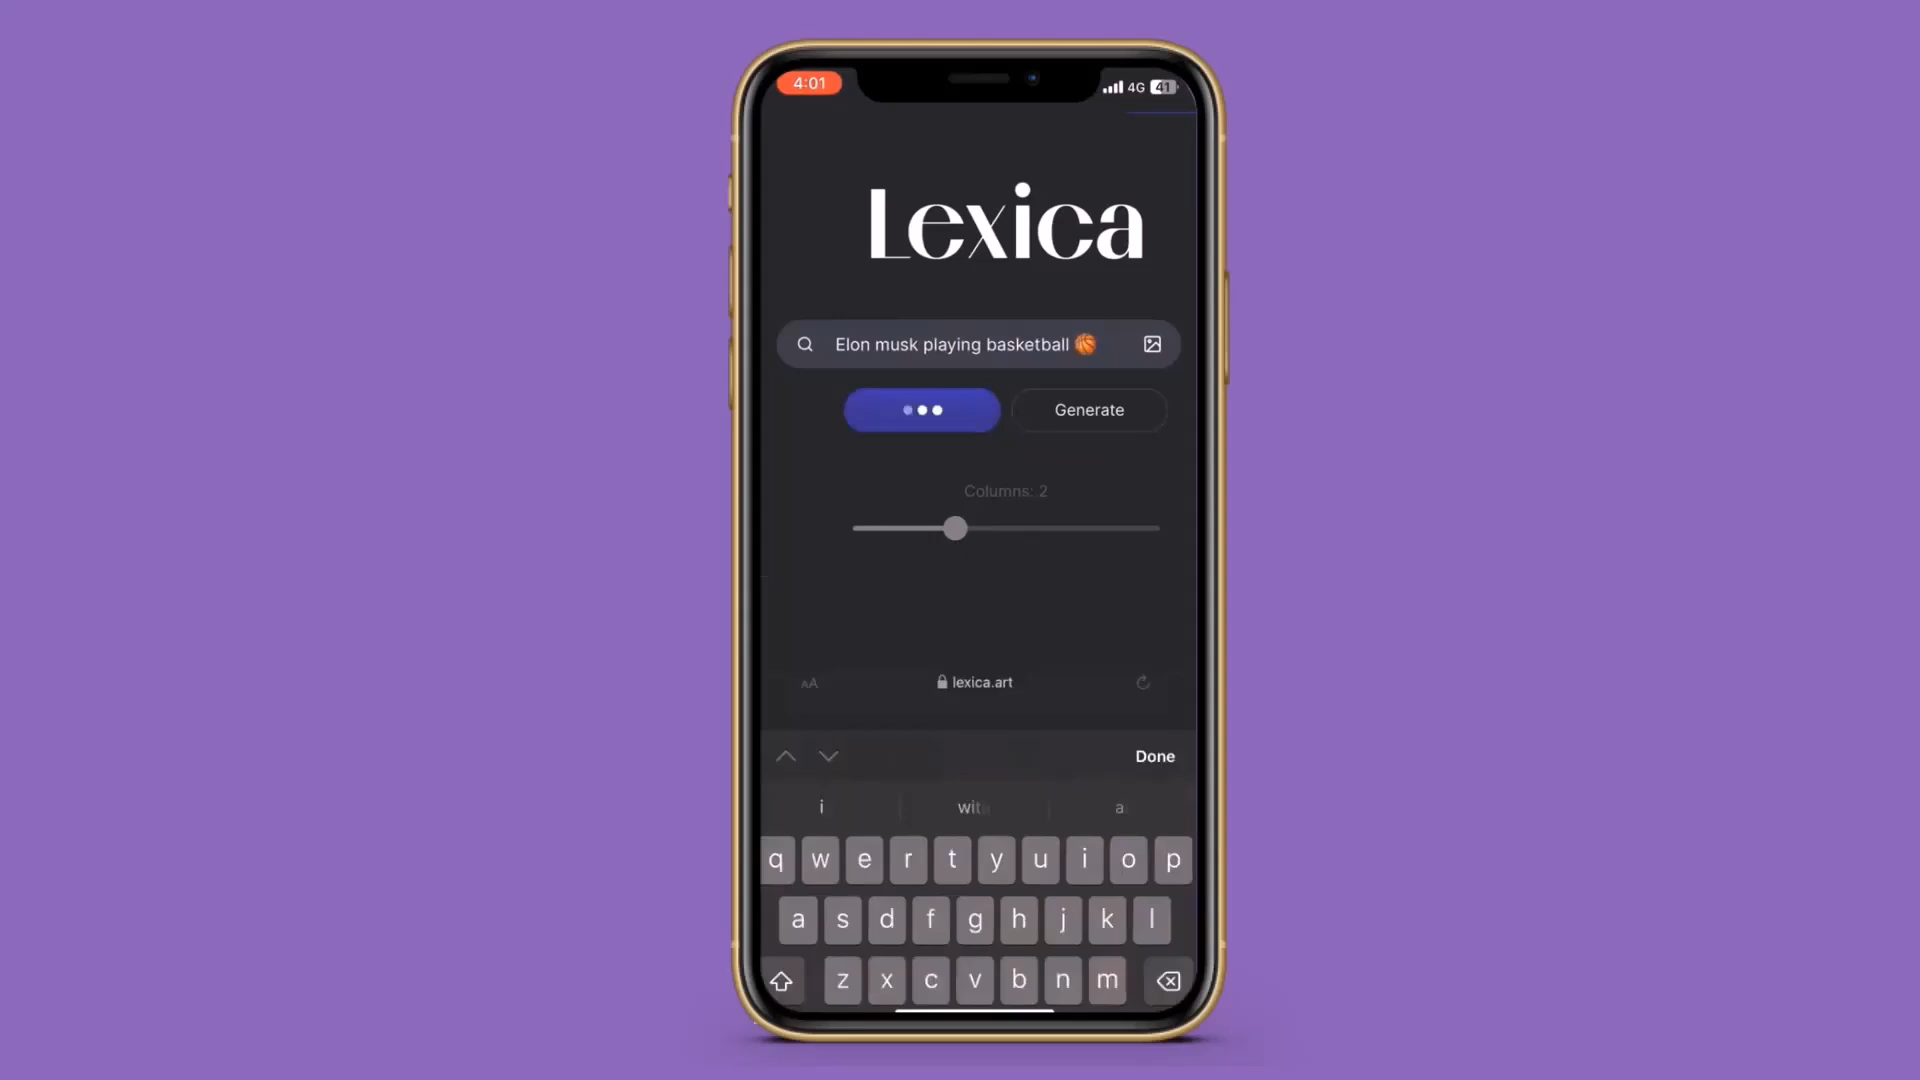 4:01 4G 41
Lexica
Elon musk playing basketball 🏀
Generate
Columns: 2
AA lexica.art
Done
i wit a
q w e r t y u i o p
a s d f g h j k l
z x c v b n m